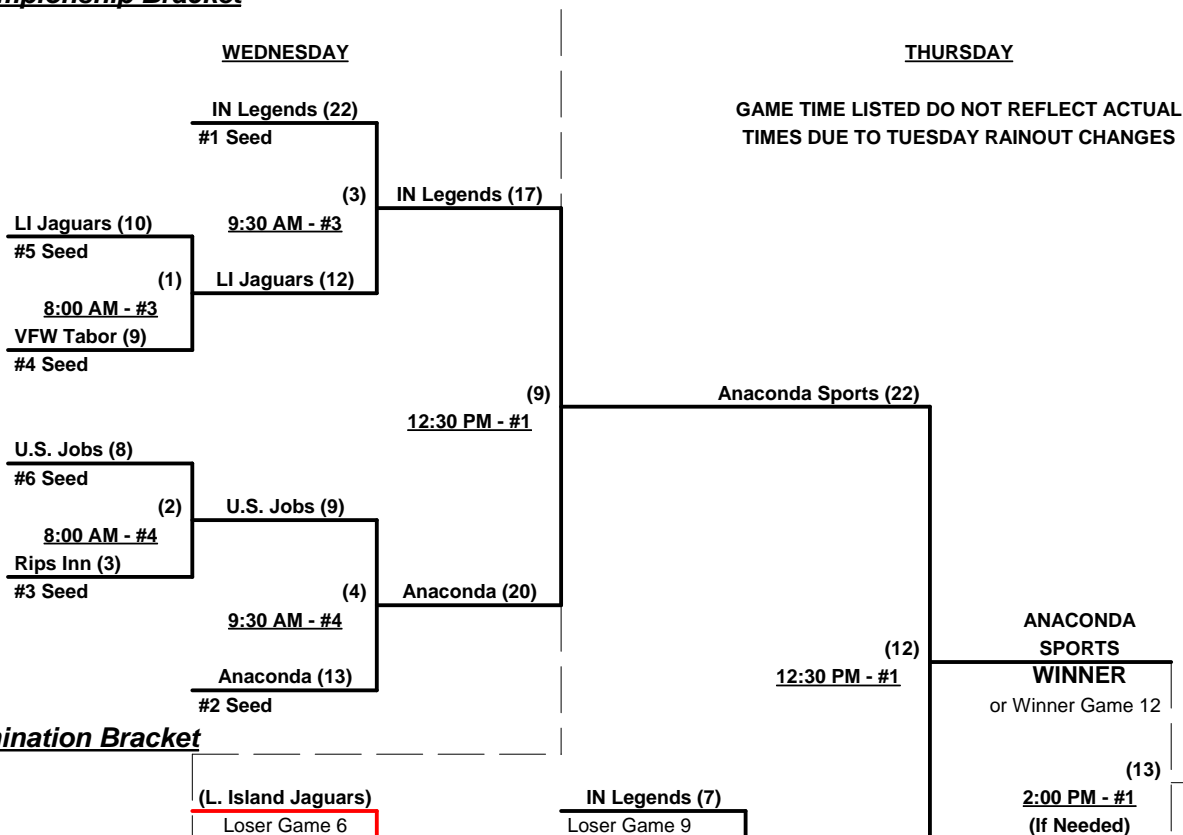 WEDNESDAY
THURSDAY
IN Legends (22)
#1 Seed
GAME TIME LISTED DO NOT REFLECT ACTUAL
TIMES DUE TO TUESDAY RAINOUT CHANGES
(3)
9:30 AM - #3
IN Legends (17)
LI Jaguars (10)
#5 Seed
(1)
8:00 AM - #3
LI Jaguars (12)
VFW Tabor (9)
#4 Seed
(9)
12:30 PM - #1
Anaconda Sports (22)
U.S. Jobs (8)
#6 Seed
(2)
8:00 AM - #4
U.S. Jobs (9)
Rips Inn (3)
#3 Seed
(4)
9:30 AM - #4
Anaconda (20)
Anaconda (13)
#2 Seed
(12)
12:30 PM - #1
ANACONDA
SPORTS
WINNER
or Winner Game 12
Bracket
(13)
2:00 PM - #1
(If Needed)
(L. Island Jaguars)
Loser Game 6
IN Legends (7)
Loser Game 9